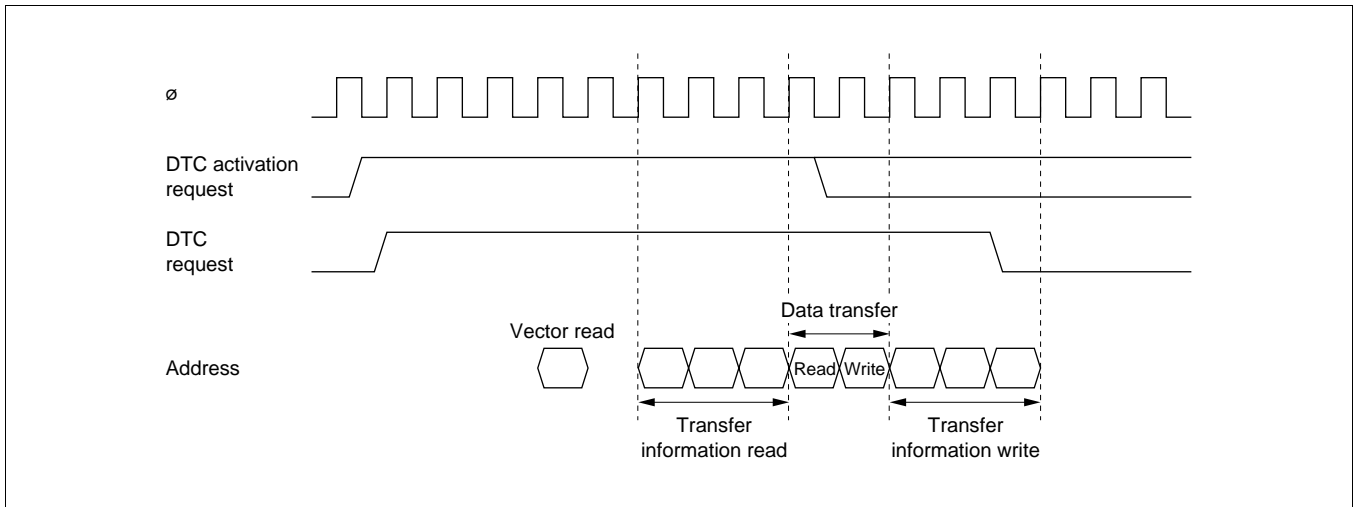 ø
DTC activation
request
DTC
request
Data transfer
Vector read
Address
Read Write
Transfer
information read
Transfer
information write